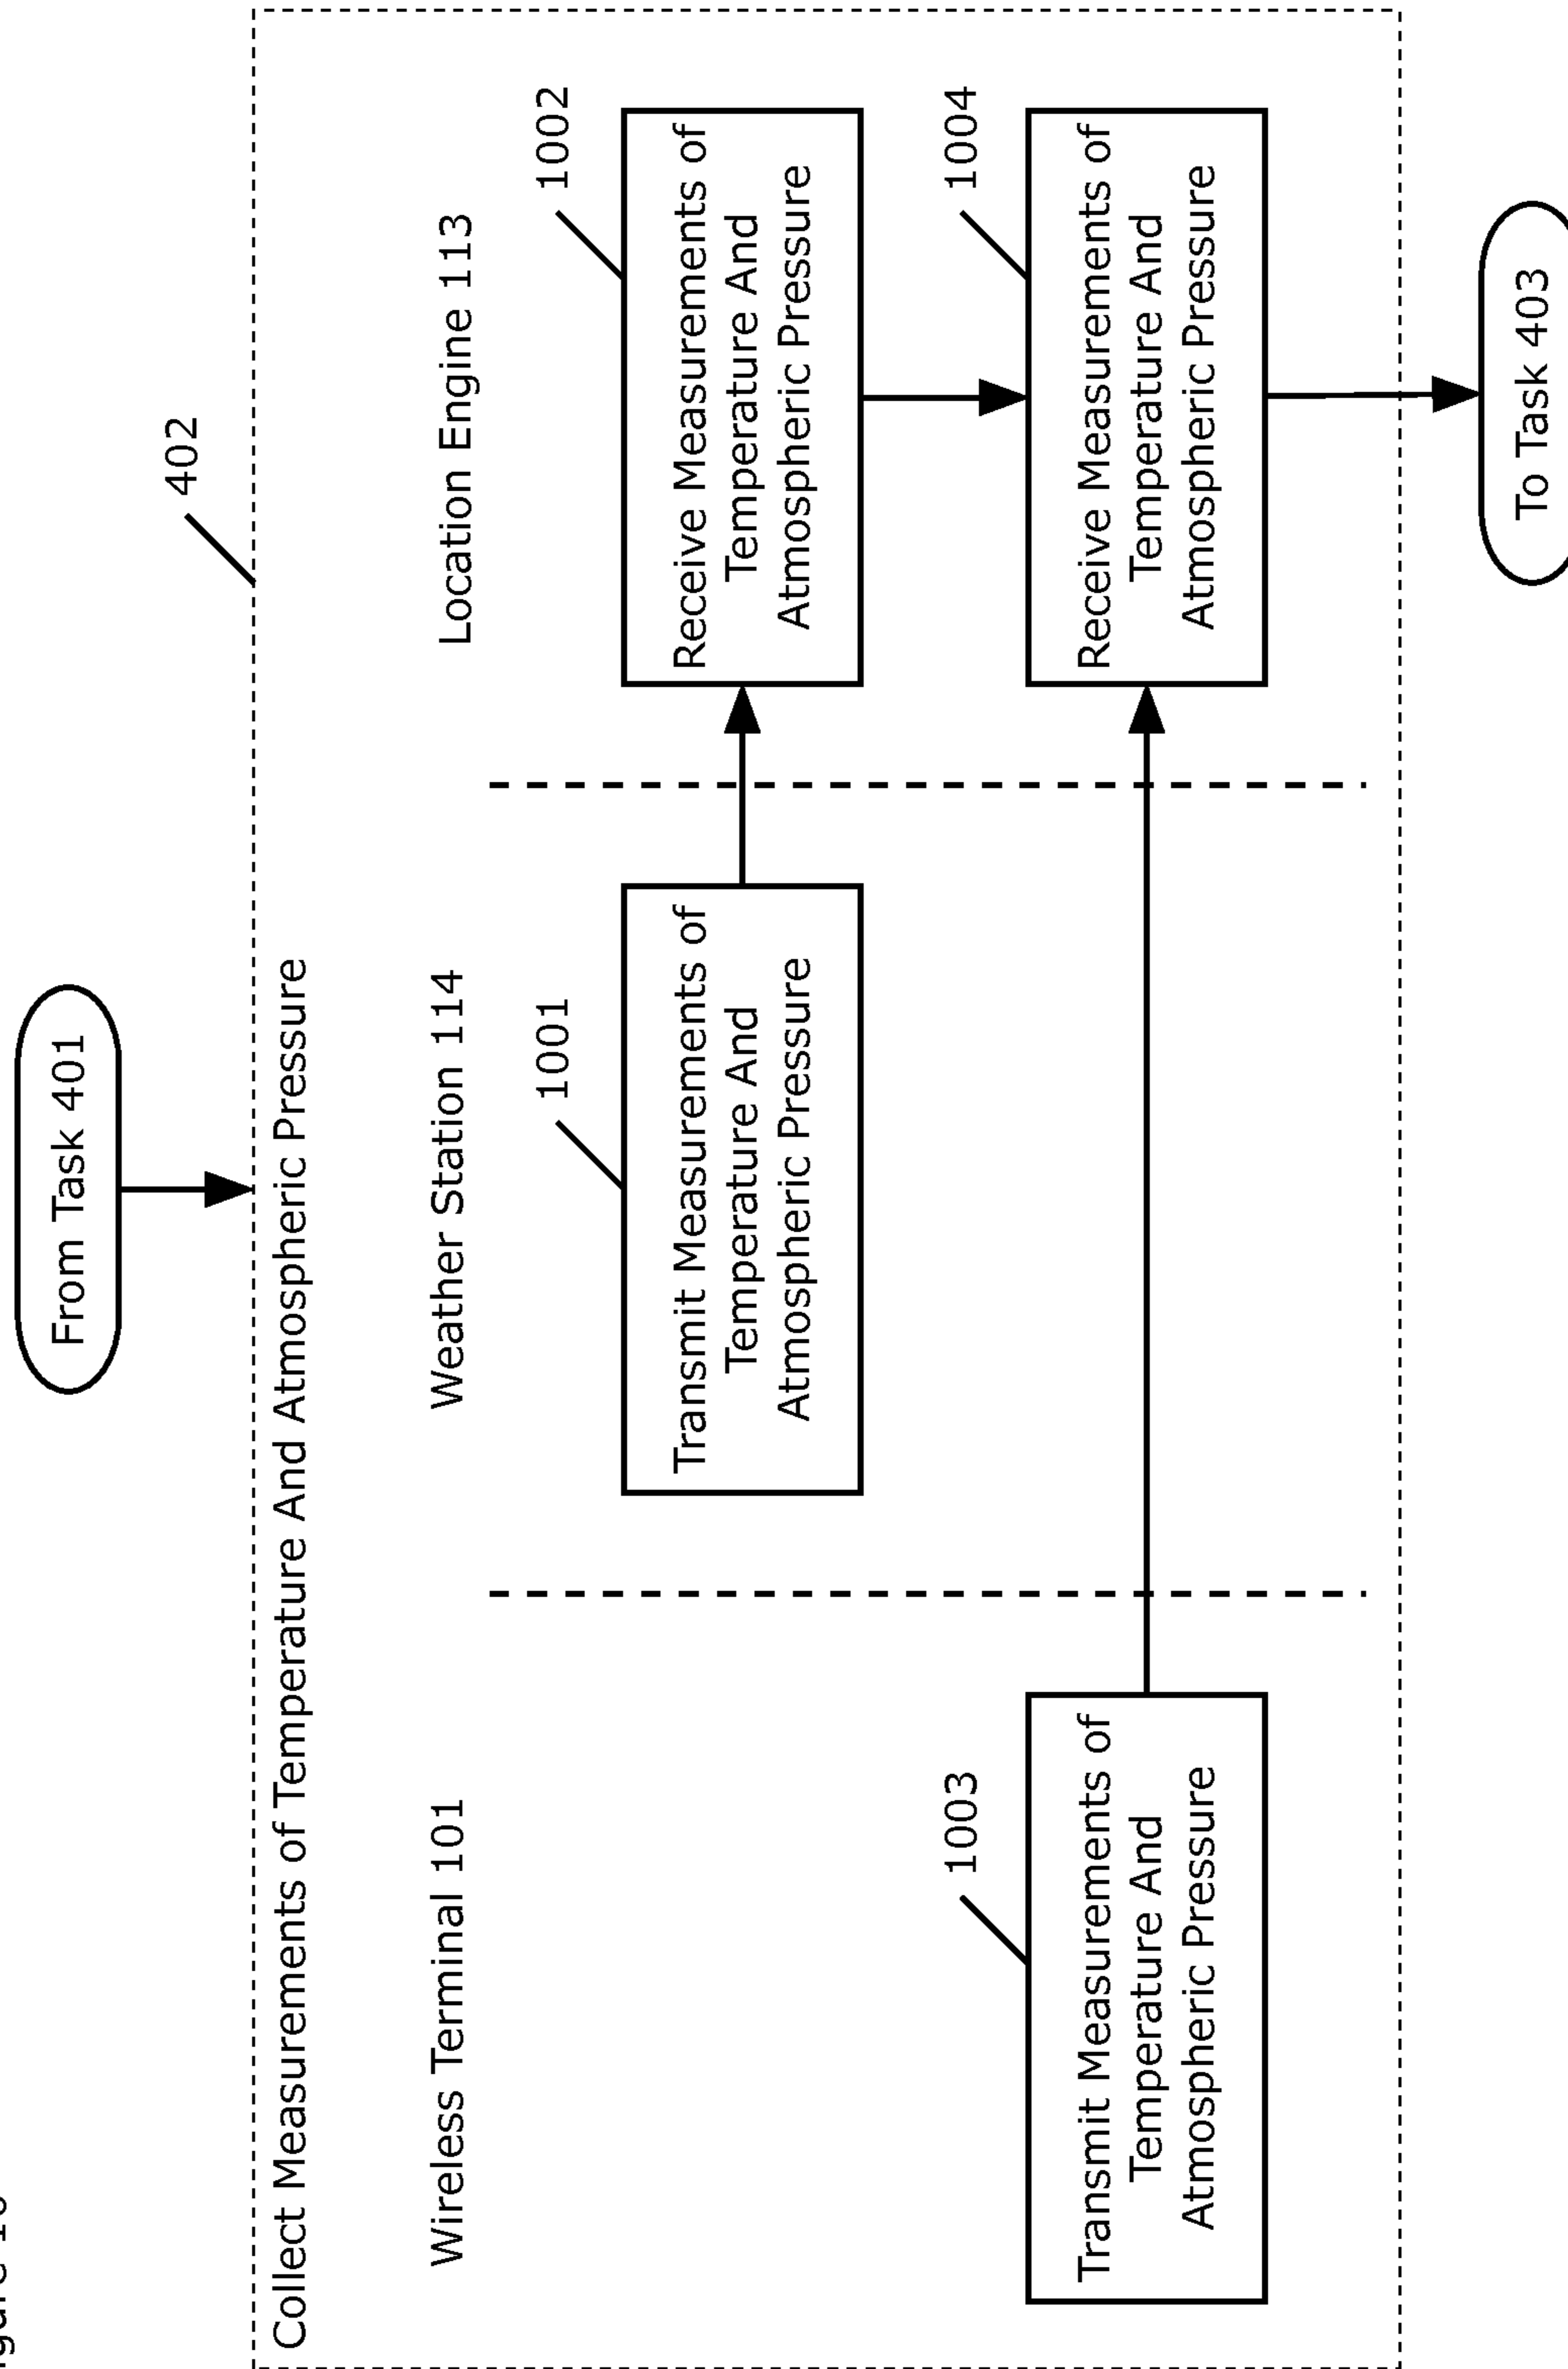 From Task 401
402
Collect Measurements of Temperature And Atmospheric Pressure
Wireless Terminal 101
Weather Station 114
Location Engine 113
1001
Transmit Measurements of
Temperature And
Atmospheric Pressure
1002
Receive Measurements of
Temperature And
Atmospheric Pressure
1003
Transmit Measurements of
Temperature And
Atmospheric Pressure
1004
Receive Measurements of
Temperature And
Atmospheric Pressure
To Task 403